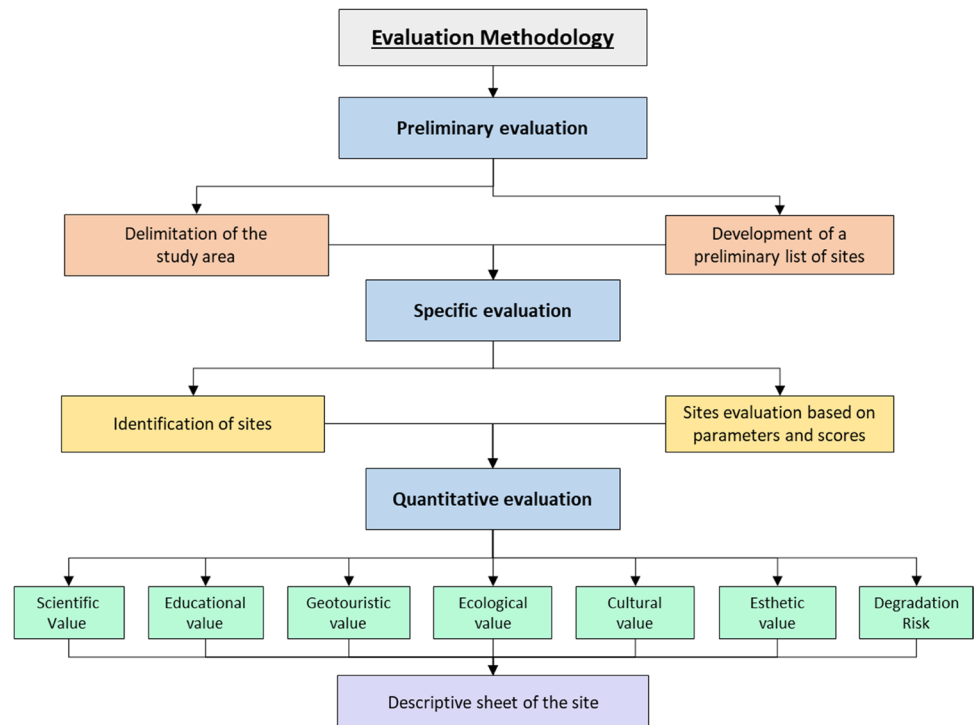 Evaluation Methodology
Preliminary evaluation
Delimitation of the
study area
Development of a
preliminary list of sites
Specific evaluation
Identification of sites
Sites evaluation based on
parameters and scores
Quantitative evaluation
Scientific
Value
Educational
value
Geotouristic
value
Ecological
value
Cultural
value
Esthetic
value
Degradation
Risk
Descriptive sheet of the site